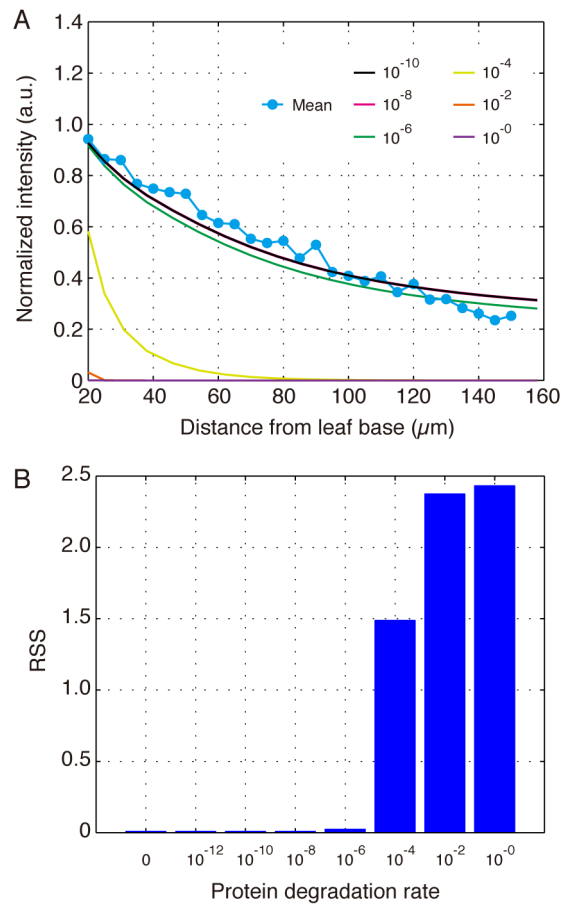 A
1.4
1.2
1.0
0.8
0.6
0.4
0.2
0
Normalized intensity (a.u.)
Mean
10⁻¹⁰
10⁻⁸
10⁻⁶
10⁻⁴
10⁻²
10⁻⁰
20 40 60 80 100 120 140 160
Distance from leaf base (µm)
B
2.5
2.0
1.5
1.0
0.5
0
RSS
0 10⁻¹² 10⁻¹⁰ 10⁻⁸ 10⁻⁶ 10⁻⁴ 10⁻² 10⁻⁰
Protein degradation rate